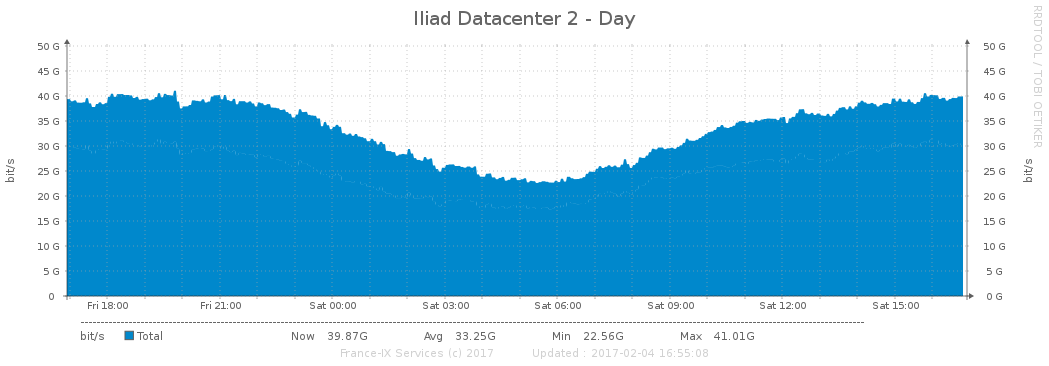 Iliad Datacenter 2 - Day
RRDTOOL / TOBI OETIKER
bit/s
50 G
45 G
40 G
35 G
30 G
25 G
20 G
15 G
10 G
5 G
0
50 G
45 G
40 G
35 G
30 G
25 G
20 G
15 G
10 G
5 G
0 G
bit/s
Fri 18:00 Fri 21:00 Sat 00:00 Sat 03:00 Sat 06:00 Sat 09:00 Sat 12:00 Sat 15:00
bit/s Total Now 39.87G Avg 33.25G Min 22.56G Max 41.01G
France-IX Services (c) 2017 Updated : 2017-02-04 16:55:08